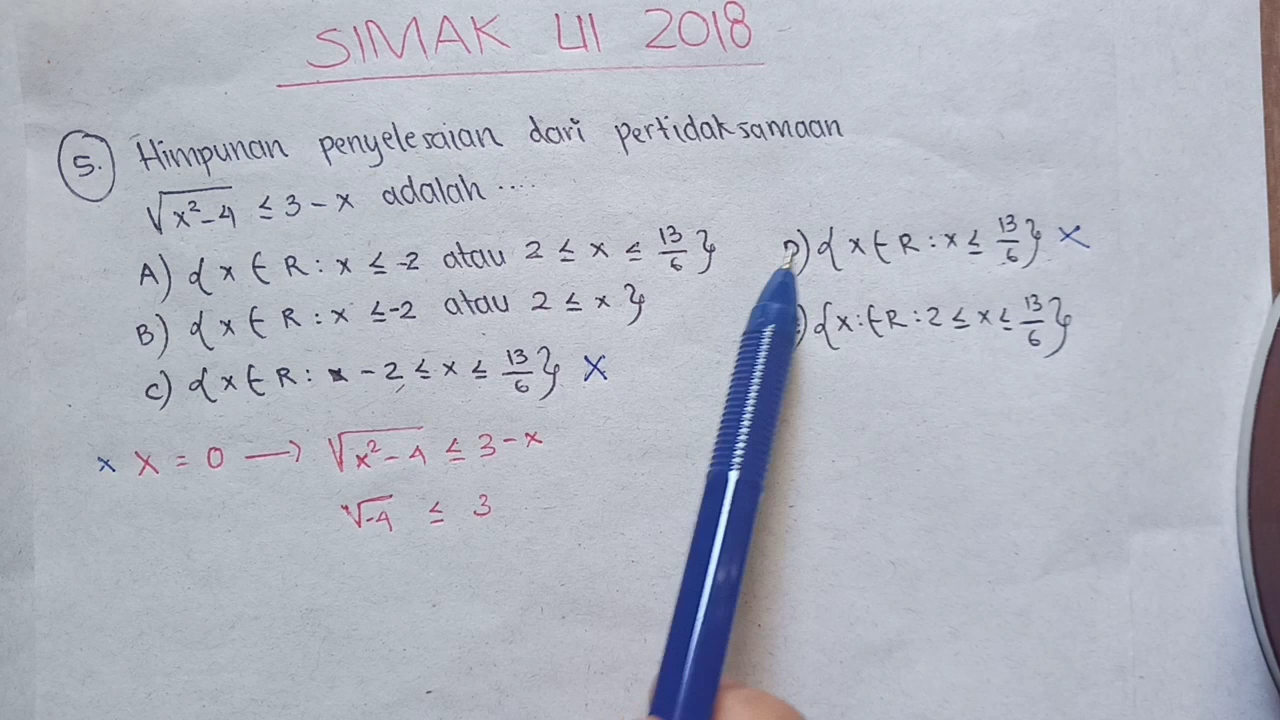 SIMAK UI 2018
5. Himpunan penyelesaian dari pertidaksamaan
√x²-4 ≤ 3 - x adalah ....
A) {x ∈ R : x ≤ -2 atau 2 ≤ x ≤ 13/6}
B) {x ∈ R : x ≤ -2 atau 2 ≤ x}
C) {x ∈ R : -2 ≤ x ≤ 13/6} X
D) {x ∈ R : x ≤ 13/6} X
) {x : ∈ R : 2 ≤ x ≤ 13/6}
x X = 0 → √x²-4 ≤ 3 - x
√-4 ≤ 3